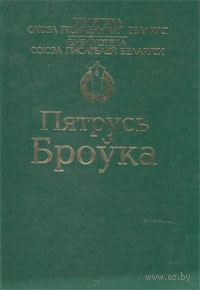 БІБЛІЯТЭКА
САЮЗА ПІСЬМЕННІКАЎ БЕЛАРУСІ
БИБЛИОТЕКА
СОЮЗА ПИСАТЕЛЕЙ БЕЛАРУСИ
Пятрусь
Броўка
www.oz.by